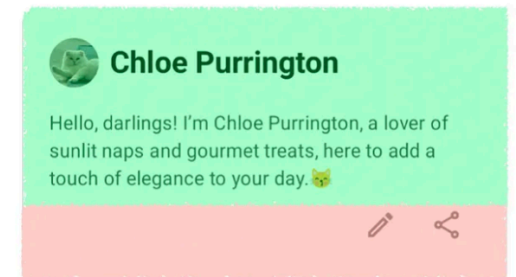 Chloe Purrington
Hello, darlings! I’m Chloe Purrington, a lover of
sunlit naps and gourmet treats, here to add a
touch of elegance to your day.😽